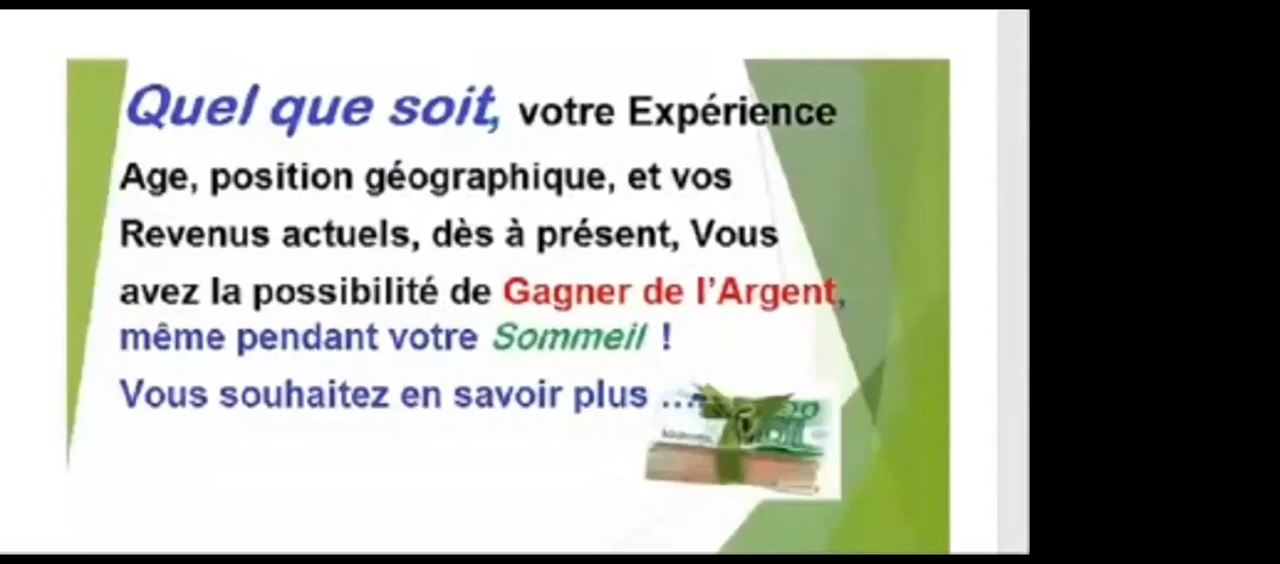 Quel que soit, votre Expérience
Age, position géographique, et vos
Revenus actuels, dès à présent, Vous
avez la possibilité de Gagner de l'Argent,
même pendant votre Sommeil !
Vous souhaitez en savoir plus ...